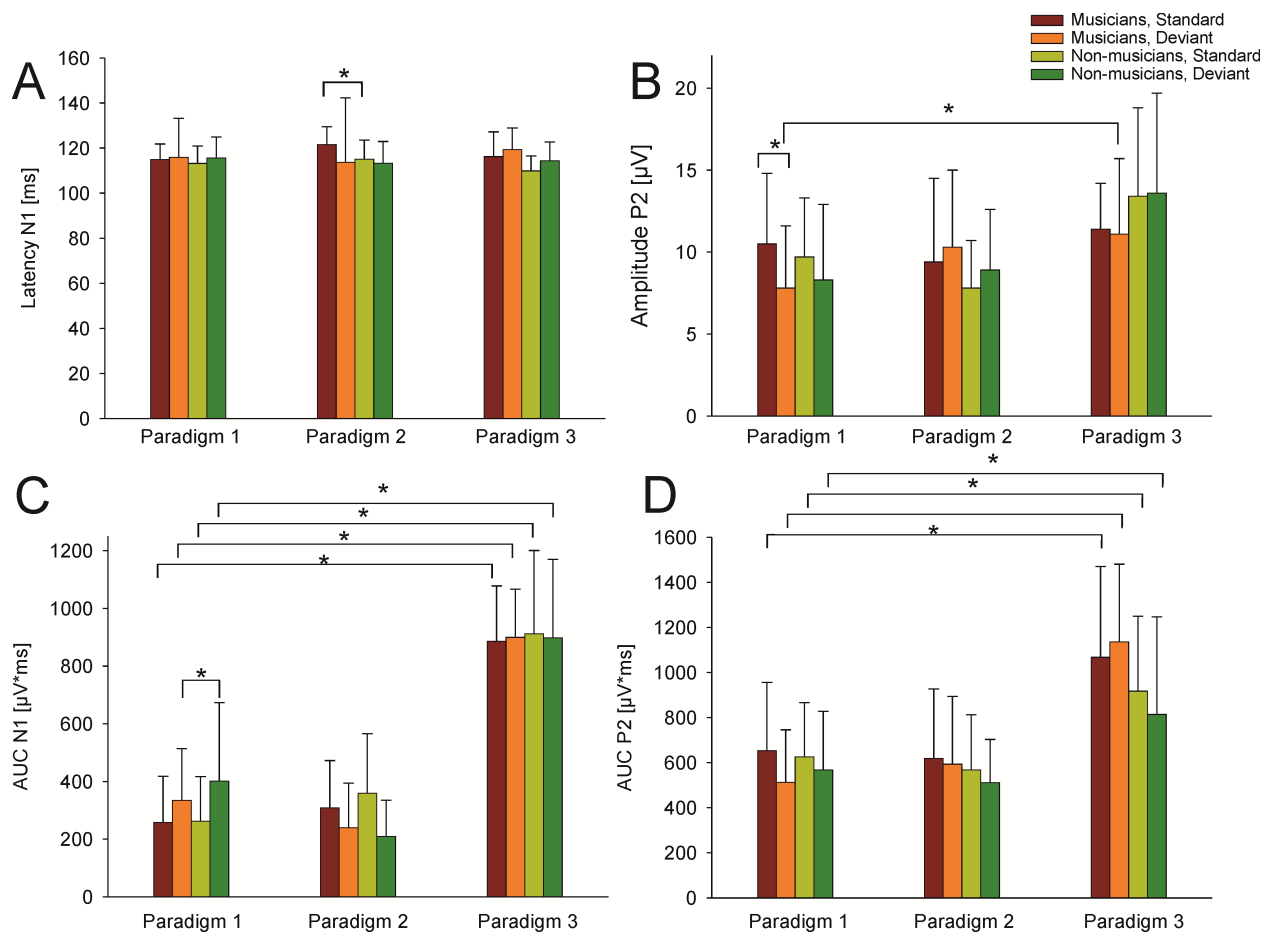 Musicians, Standard
Musicians, Deviant
Non-musicians, Standard
Non-musicians, Deviant
A
160
140
120
100
80
60
40
20
0
Latency N1 [ms]
*
Paradigm 1
Paradigm 2
Paradigm 3
B
20
15
10
5
0
Amplitude P2 [µV]
*
*
Paradigm 1
Paradigm 2
Paradigm 3
C
1200
1000
800
600
400
200
0
AUC N1 [µV*ms]
*
*
*
*
*
Paradigm 1
Paradigm 2
Paradigm 3
D
1600
1400
1200
1000
800
600
400
200
0
AUC P2 [µV*ms]
*
*
*
Paradigm 1
Paradigm 2
Paradigm 3